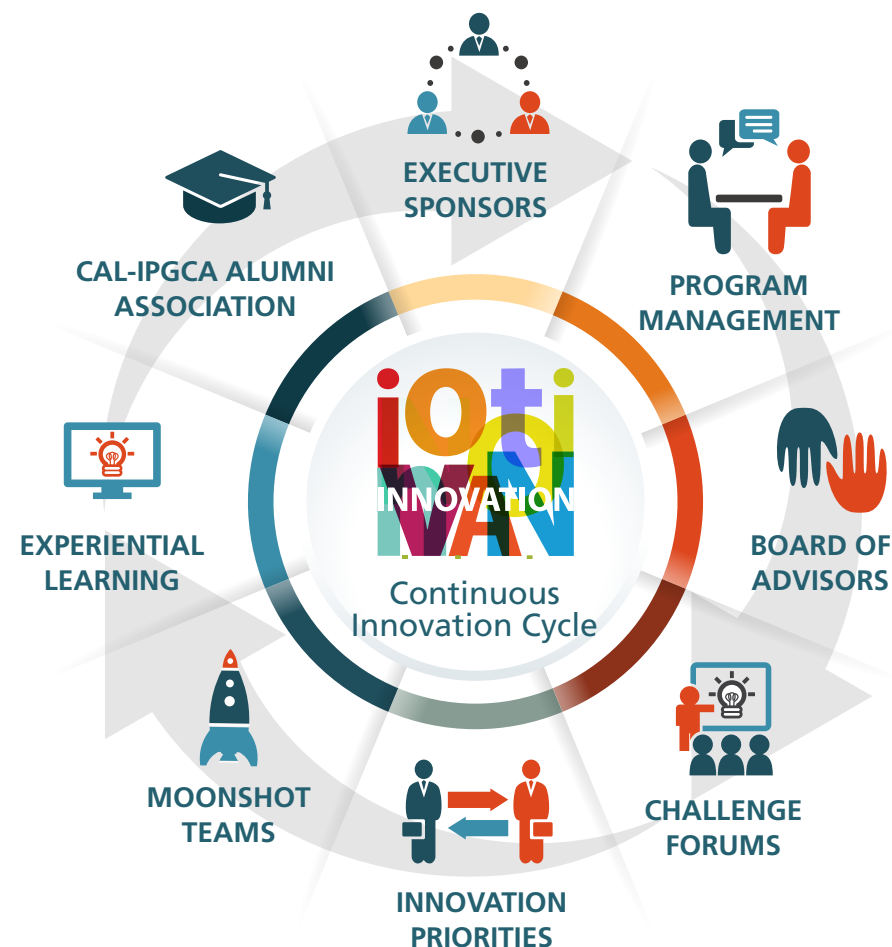 EXECUTIVE
SPONSORS
PROGRAM
MANAGEMENT
BOARD OF
ADVISORS
CHALLENGE
FORUMS
INNOVATION
PRIORITIES
MOONSHOT
TEAMS
EXPERIENTIAL
LEARNING
CAL-IPGCA ALUMNI
ASSOCIATION
INNOVATION
Continuous
Innovation Cycle